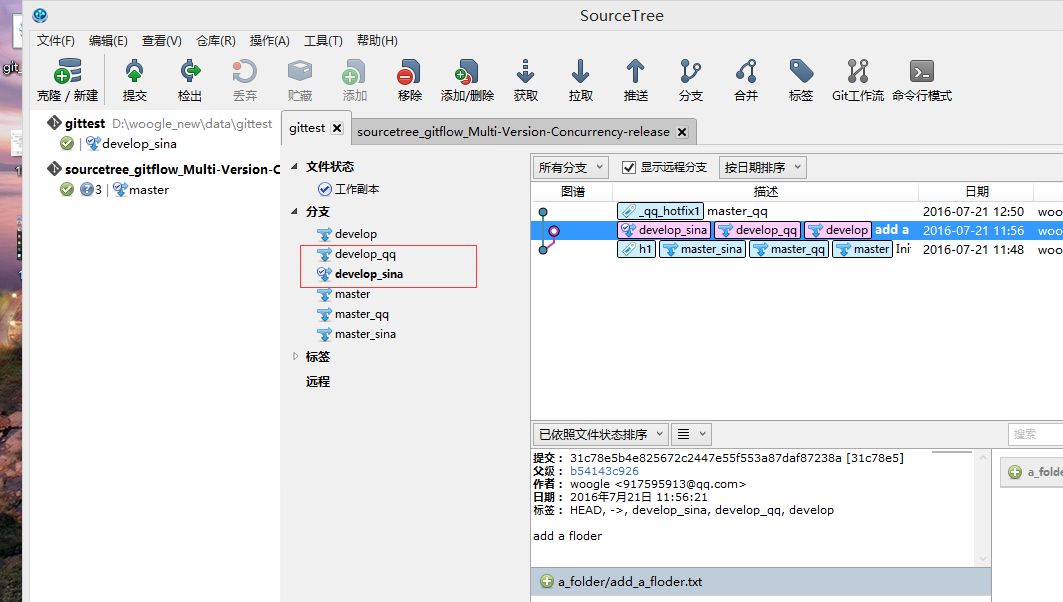 SourceTree
文件(F) 编辑(E) 查看(V) 仓库(R) 操作(A) 工具(T) 帮助(H)
克隆 / 新建 提交 检出 丢弃 贮藏 添加 移除 添加/删除 获取 拉取 推送 分支 合并 标签 Git工作流 命令行模式
gittest D:\woogle_new\data\gittest
develop_sina
sourcetree_gitflow_Multi-Version-C
3 master
gittest sourcetree_gitflow_Multi-Version-Concurrency-release
文件状态
工作副本
分支
develop
develop_qq
develop_sina
master
master_qq
master_sina
标签
远程
所有分支 显示远程分支 按日期排序
图谱 描述 日期
_qq_hotfix1 master_qq 2016-07-21 12:50 woo
develop_sina develop_qq develop add a 2016-07-21 11:56 woo
h1 master_sina master_qq master Ini 2016-07-21 11:48 woo
已依照文件状态排序 搜索
提交： 31c78e5b4e825672c2447e55f553a87daf87238a [31c78e5]
父级： b54143c926
作者： woogle <917595913@qq.com>
日期： 2016年7月21日 11:56:21
标签： HEAD, ->, develop_sina, develop_qq, develop
add a floder
a_folder/add_a_floder.txt
a_folde